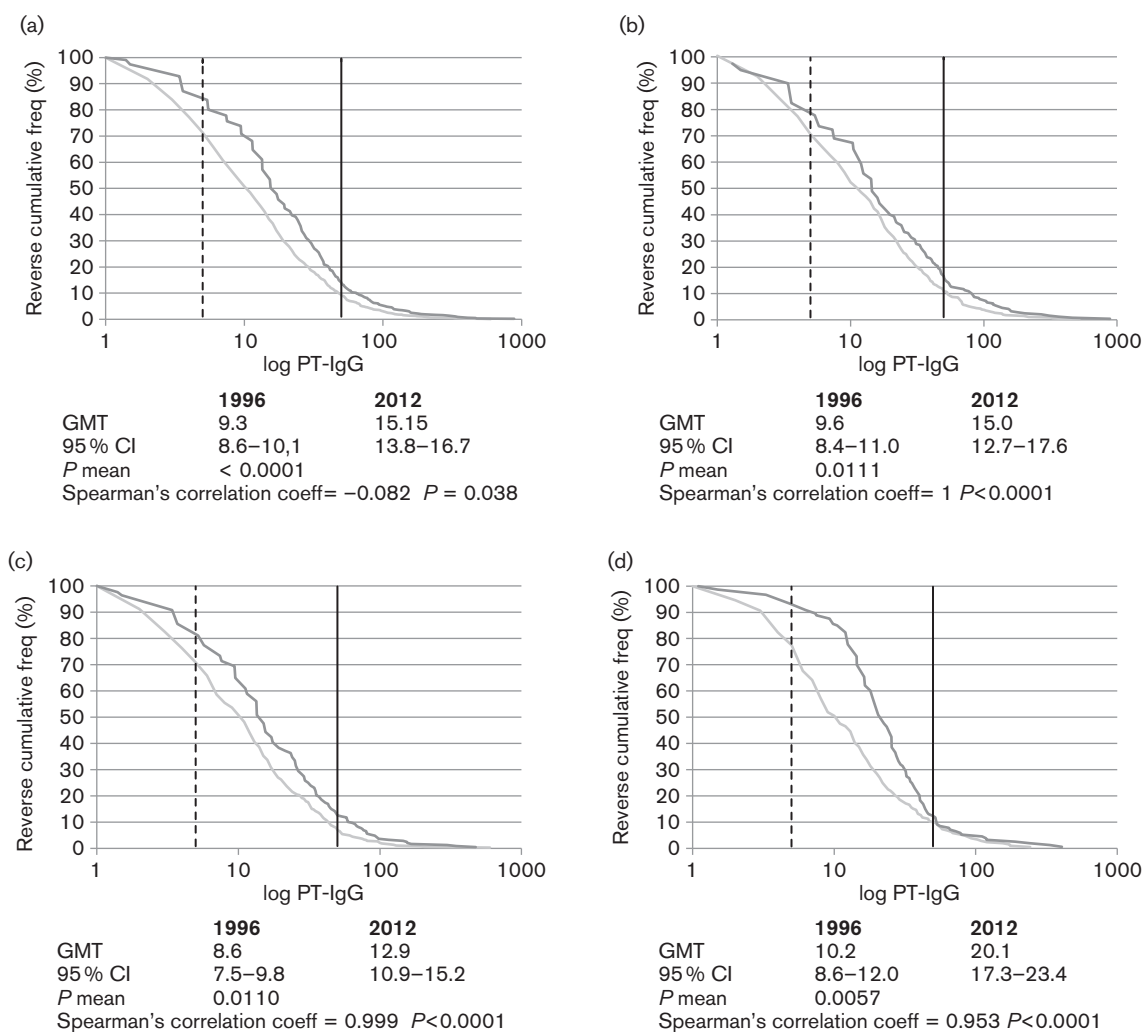 (a)
Reverse cumulative freq (%)
100
90
80
70
60
50
40
30
20
10
0
1 10 100 1000
log PT-IgG
1996 2012
GMT 9.3 15.15
95 % CI 8.6–10,1 13.8–16.7
P mean < 0.0001
Spearman's correlation coeff= −0.082 P = 0.038
(b)
Reverse cumulative freq (%)
100
90
80
70
60
50
40
30
20
10
0
1 10 100 1000
log PT-IgG
1996 2012
GMT 9.6 15.0
95 % CI 8.4–11.0 12.7–17.6
P mean 0.0111
Spearman's correlation coeff= 1 P<0.0001
(c)
Reverse cumulative freq (%)
100
90
80
70
60
50
40
30
20
10
0
1 10 100 1000
log PT-IgG
1996 2012
GMT 8.6 12.9
95 % CI 7.5–9.8 10.9–15.2
P mean 0.0110
Spearman's correlation coeff = 0.999 P<0.0001
(d)
Reverse cumulative freq (%)
100
90
80
70
60
50
40
30
20
10
0
1 10 100 1000
log PT-IgG
1996 2012
GMT 10.2 20.1
95 % CI 8.6–12.0 17.3–23.4
P mean 0.0057
Spearman's correlation coeff = 0.953 P<0.0001